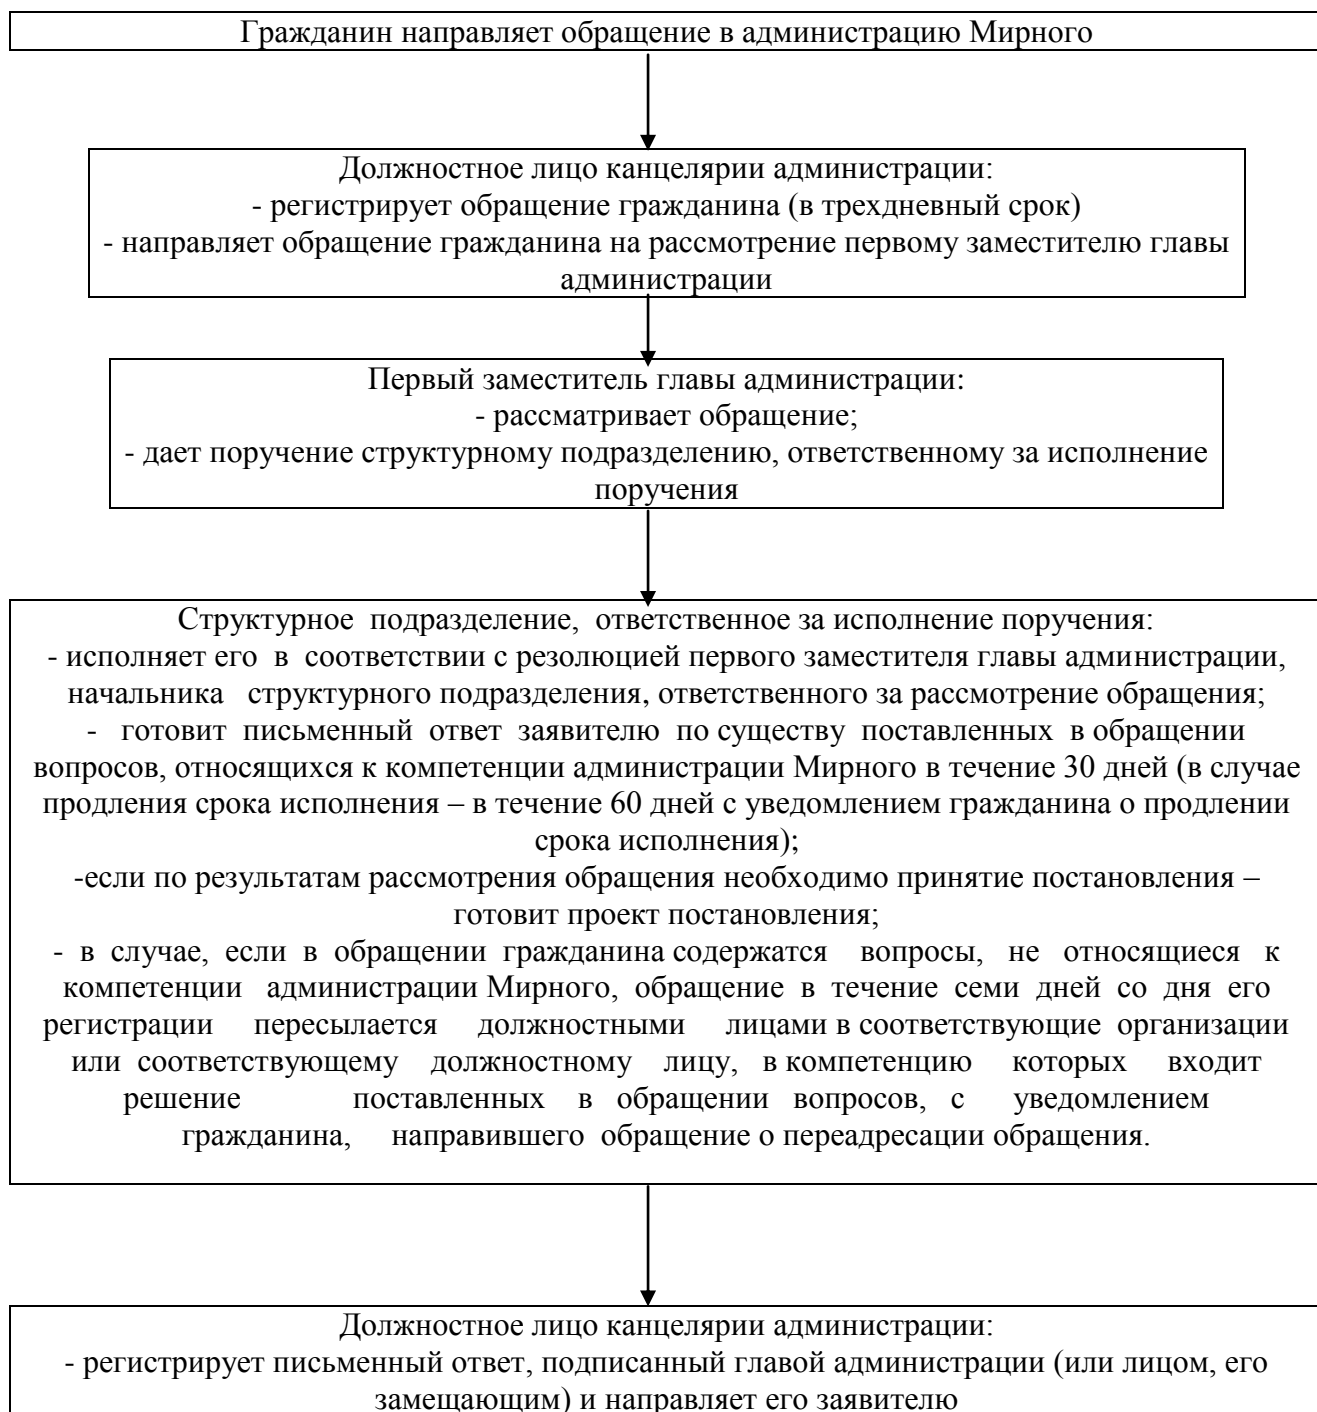 Гражданин направляет обращение в администрацию Мирного
Должностное лицо канцелярии администрации:
- регистрирует обращение гражданина (в трехдневный срок)
- направляет обращение гражданина на рассмотрение первому заместителю главы
администрации
Первый заместитель главы администрации:
- рассматривает обращение;
- дает поручение структурному подразделению, ответственному за исполнение
поручения
Структурное подразделение, ответственное за исполнение поручения:
- исполняет его в соответствии с резолюцией первого заместителя главы администрации,
начальника структурного подразделения, ответственного за рассмотрение обращения;
- готовит письменный ответ заявителю по существу поставленных в обращении
вопросов, относящихся к компетенции администрации Мирного в течение 30 дней (в случае
продления срока исполнения – в течение 60 дней с уведомлением гражданина о продлении
срока исполнения);
-если по результатам рассмотрения обращения необходимо принятие постановления –
готовит проект постановления;
- в случае, если в обращении гражданина содержатся вопросы, не относящиеся к
компетенции администрации Мирного, обращение в течение семи дней со дня его
регистрации пересылается должностными лицами в соответствующие организации
или соответствующему должностному лицу, в компетенцию которых входит
решение поставленных в обращении вопросов, с уведомлением
гражданина, направившего обращение о переадресации обращения.
Должностное лицо канцелярии администрации:
- регистрирует письменный ответ, подписанный главой администрации (или лицом, его
замещающим) и направляет его заявителю